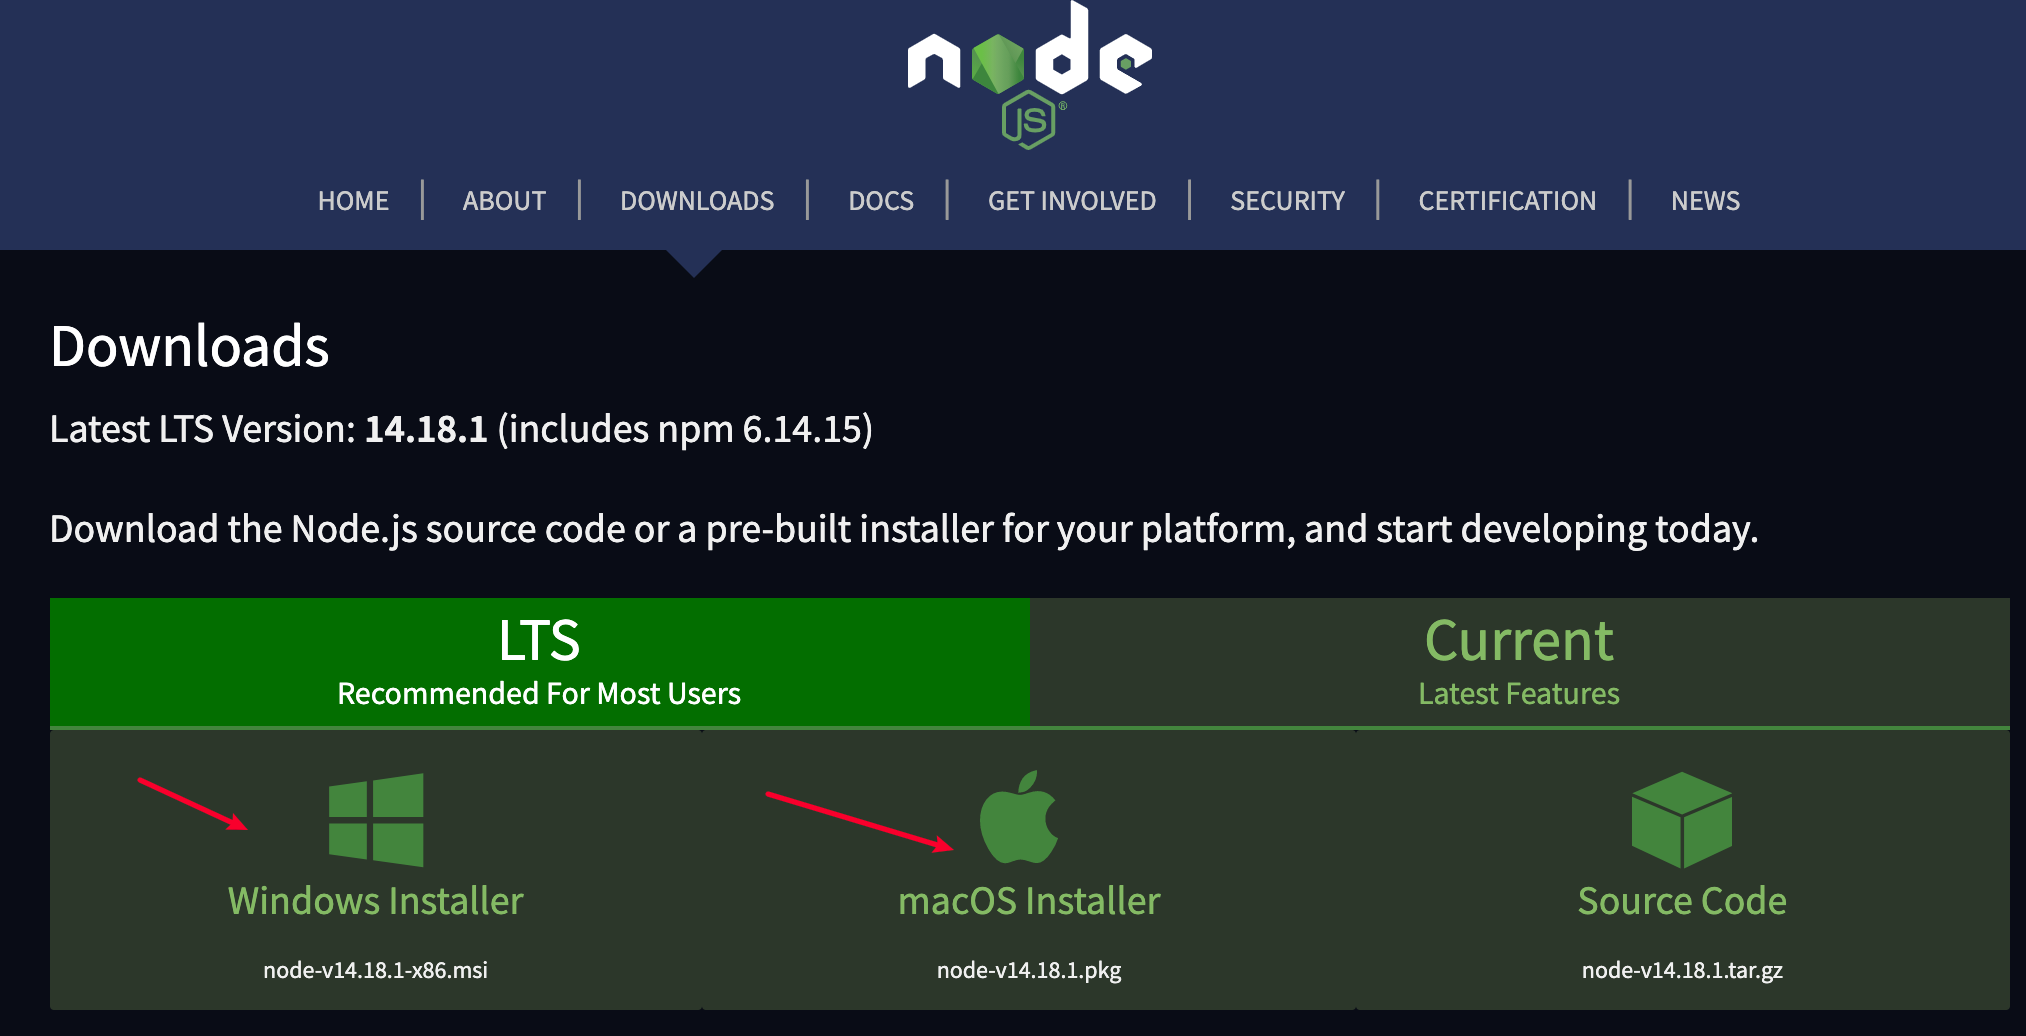 node
JS®
HOME | ABOUT | DOWNLOADS | DOCS | GET INVOLVED | SECURITY | CERTIFICATION | NEWS
Downloads
Latest LTS Version: 14.18.1 (includes npm 6.14.15)
Download the Node.js source code or a pre-built installer for your platform, and start developing today.
LTS
Recommended For Most Users
Current
Latest Features
Windows Installer
node-v14.18.1-x86.msi
macOS Installer
node-v14.18.1.pkg
Source Code
node-v14.18.1.tar.gz